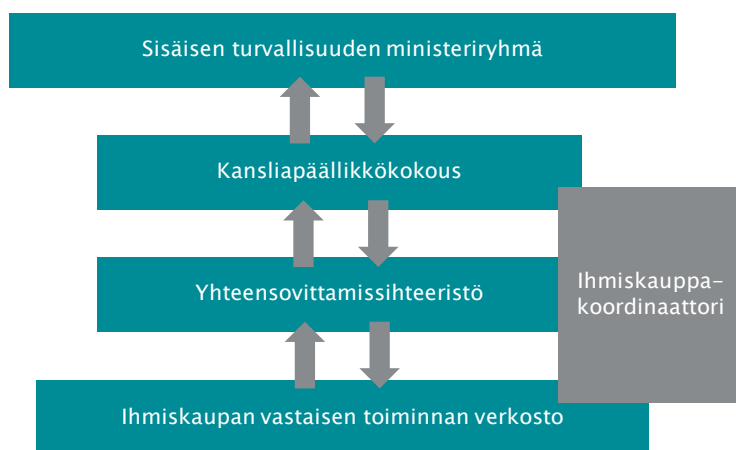 Sisäisen turvallisuuden ministeriryhmä
Kansliapäällikkökokous
Yhteensovittamissihteeristö
Ihmiskauppa-
koordinaattori
Ihmiskaupan vastaisen toiminnan verkosto